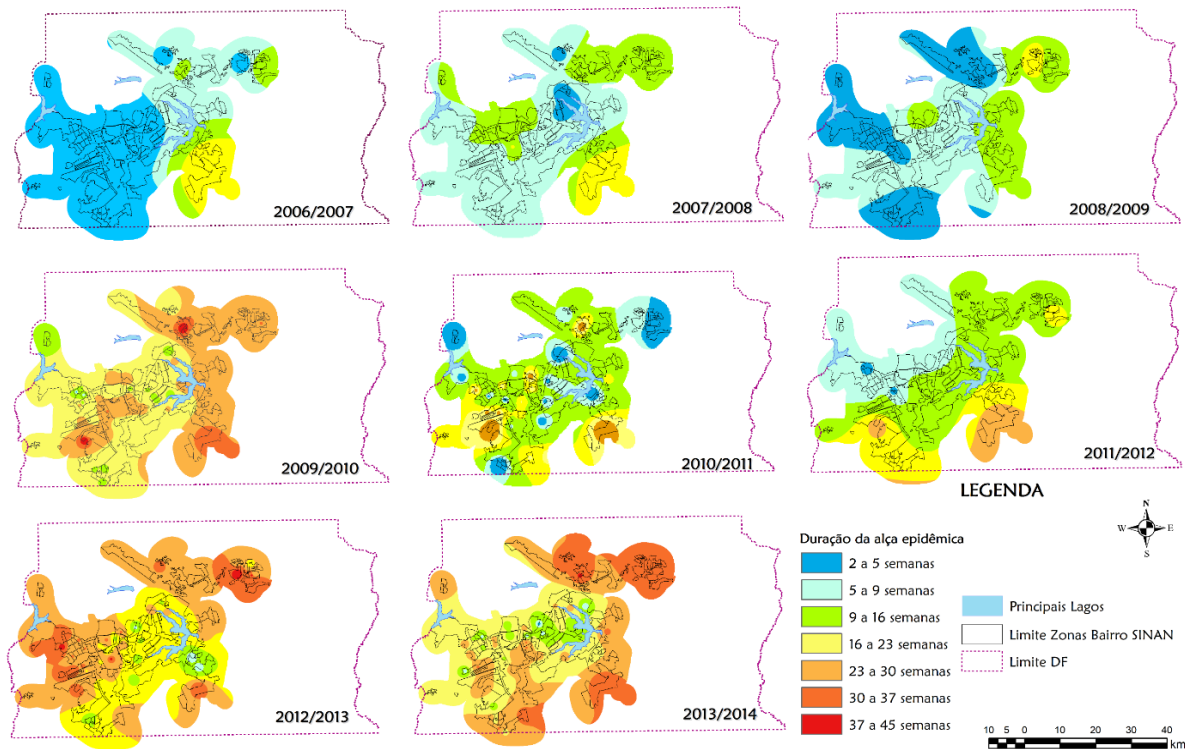 2006/2007
2007/2008
2008/2009
2009/2010
2010/2011
2011/2012
2012/2013
2013/2014
LEGENDA
N
W
E
S
Duração da alça epidêmica
2 a 5 semanas
5 a 9 semanas
9 a 16 semanas
16 a 23 semanas
23 a 30 semanas
30 a 37 semanas
37 a 45 semanas
Principais Lagos
Limite Zonas Bairro SINAN
Limite DF
10 5 0 10 20 30 40
km